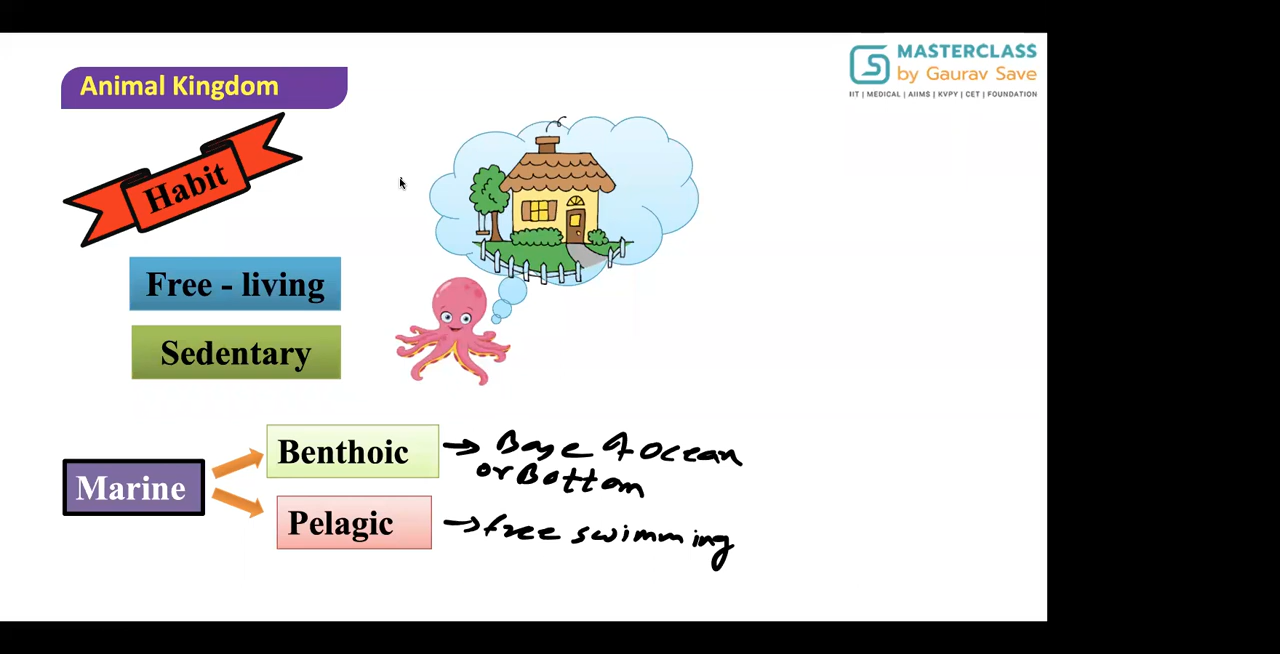 Animal Kingdom
MASTERCLASS
by Gaurav Save
IIT | MEDICAL | AIIMS | KVPY | CET | FOUNDATION
Habit
Free - living
Sedentary
Marine
Benthoic
Base of ocean
or Bottom
Pelagic
free swimming